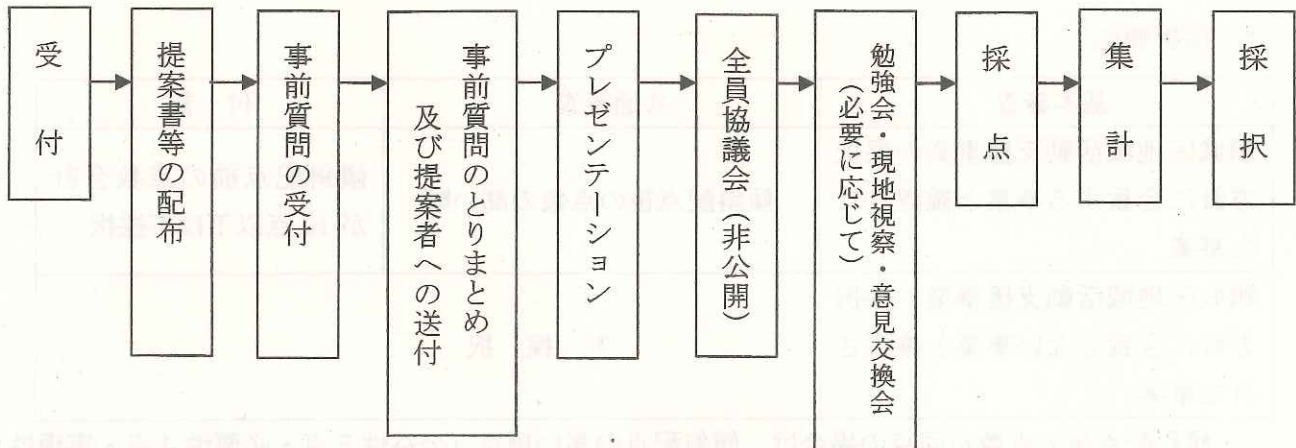 受付
提案書等の配布
事前質問の受付
事前質問のとりまとめ
及び提案者への送付
プレゼンテーション
全員協議会（非公開）
勉強会・現地視察・意見交換会
（必要に応じて）
採点
集計
採択